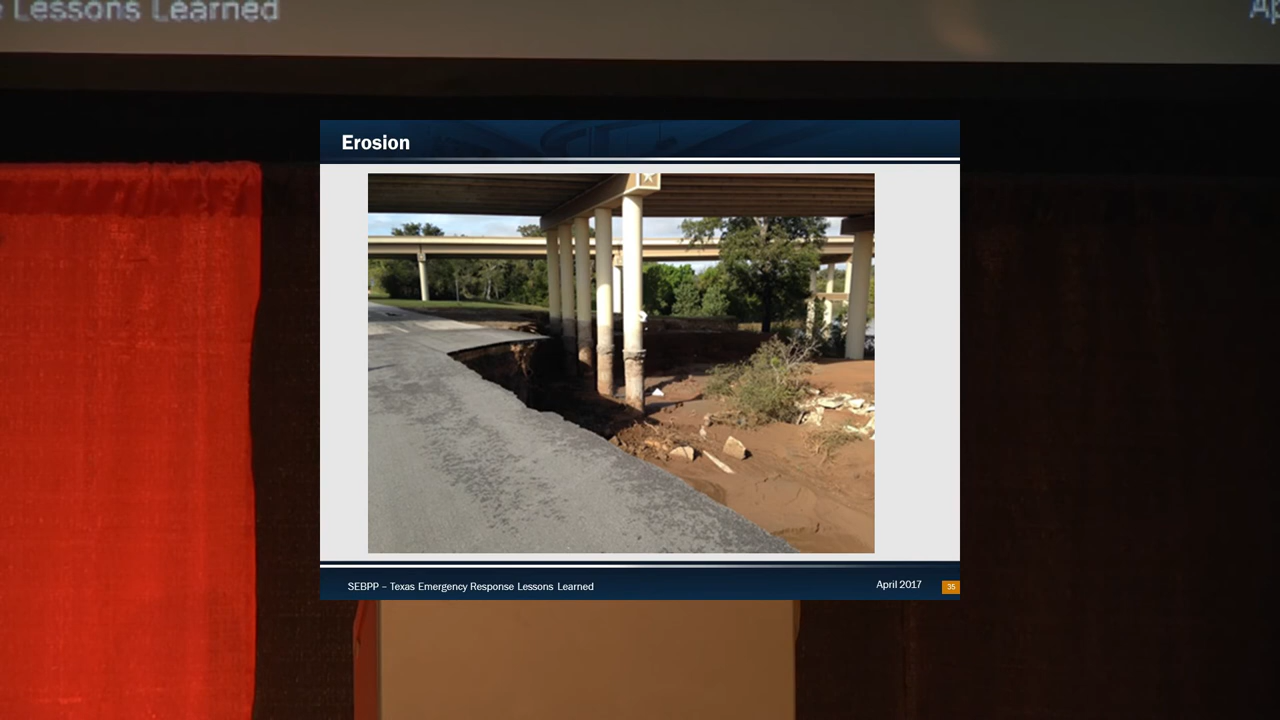 Lessons Learned
Erosion
SEBPP – Texas Emergency Response Lessons Learned
April 2017
35